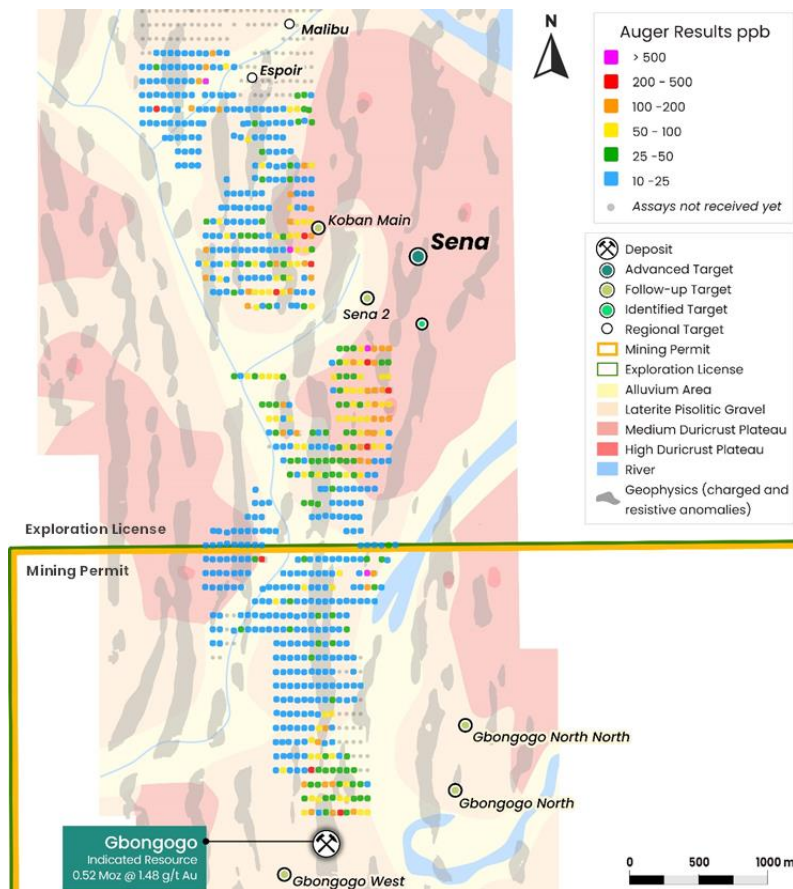 Malibu
Espoir
Koban Main
Sena
Sena 2
N
Auger Results ppb
> 500
200 - 500
100 -200
50 - 100
25 -50
10 -25
Assays not received yet
Deposit
Advanced Target
Follow-up Target
Identified Target
Regional Target
Mining Permit
Exploration License
Alluvium Area
Laterite Pisolitic Gravel
Medium Duricrust Plateau
High Duricrust Plateau
River
Geophysics (charged and
resistive anomalies)
Exploration License
Mining Permit
Gbongogo North North
Gbongogo North
Gbongogo
Indicated Resource
0.52 Moz @ 1.48 g/t Au
Gbongogo West
0 500 1000 m